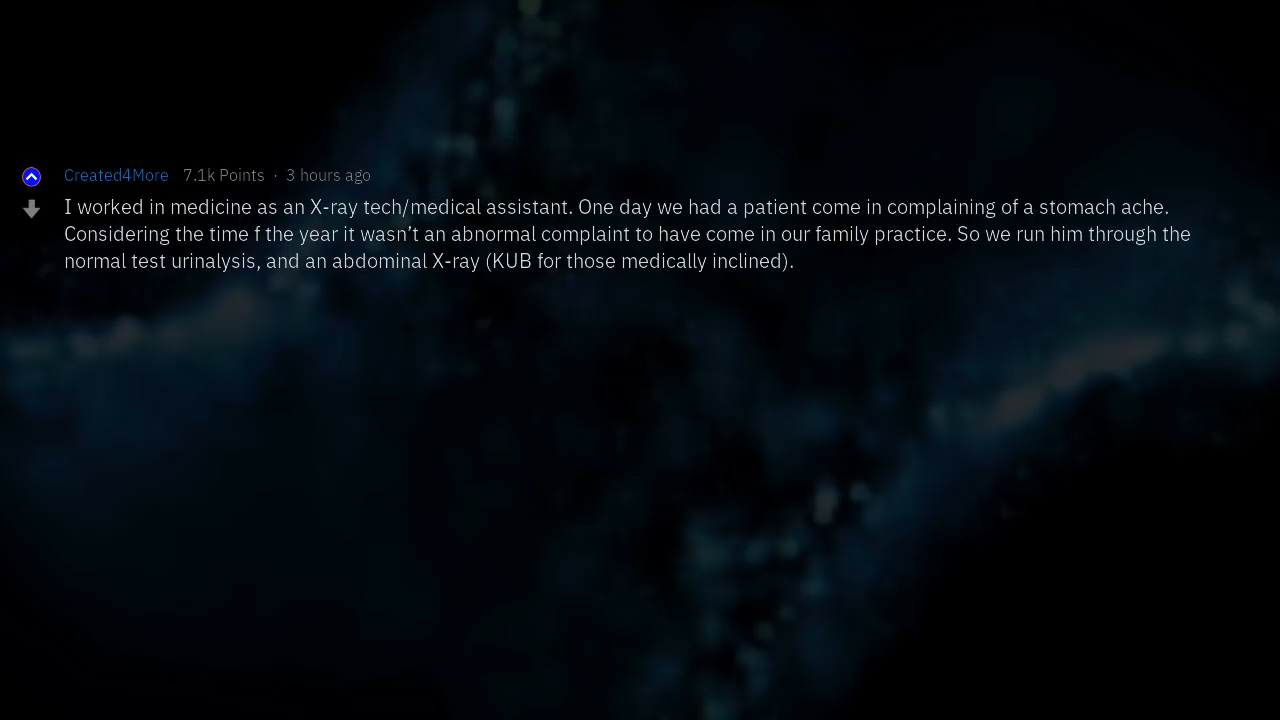 Created4More 7.1k Points · 3 hours ago
I worked in medicine as an X-ray tech/medical assistant. One day we had a patient come in complaining of a stomach ache.
Considering the time f the year it wasn’t an abnormal complaint to have come in our family practice. So we run him through the
normal test urinalysis, and an abdominal X-ray (KUB for those medically inclined).